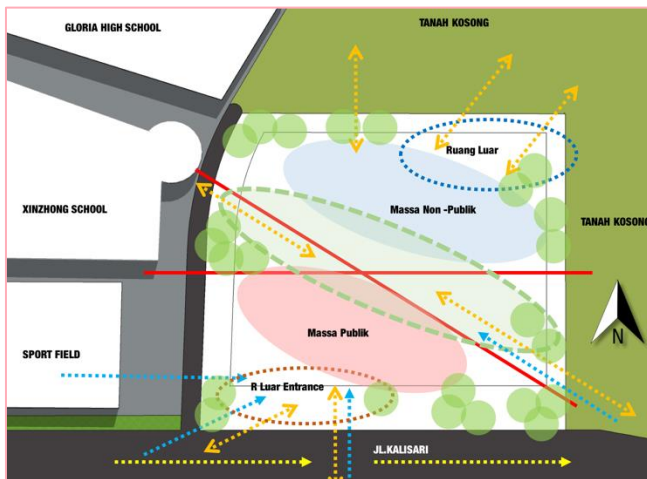 GLORIA HIGH SCHOOL
TANAH KOSONG
Ruang Luar
Massa Non -Publik
XINZHONG SCHOOL
TANAH KOSONG
N
Massa Publik
SPORT FIELD
R Luar Entrance
JL.KALISARI